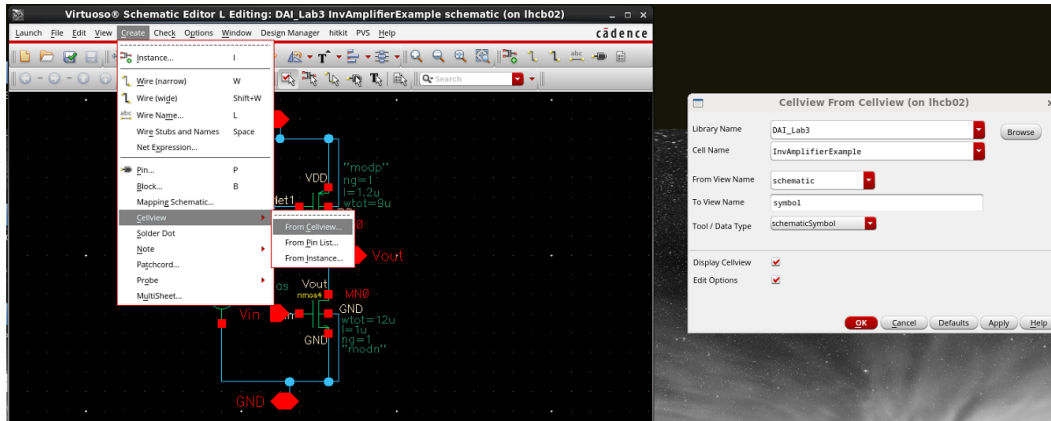 Virtuoso® Schematic Editor L Editing: DAI_Lab3 InvAmplifierExample schematic (on lhcb02)
Launch File Edit View Create Check Options Window Design Manager hitkit PVS Help
cādence
Instance... I
Wire (narrow) W
Wire (wide) Shift+W
abc Wire Name... L
Wire Stubs and Names Space
Net Expression...
Pin... P
Block... B
Mapping Schematic...
Cellview
Solder Dot
Note
Patchcord...
Probe
MultiSheet...
From Cellview...
From Pin List...
From Instance...
Search
abc
VDD
"modp"
ng=1
l=1.2u
wtot=9u
Vout
Vout
nmos4
MN0
Vin
GND
wtot=12u
l=1u
GND
ng=1
"modn"
GND
Cellview From Cellview (on lhcb02)
Library Name DAI_Lab3 Browse
Cell Name InvAmplifierExample
From View Name schematic
To View Name symbol
Tool / Data Type schematicSymbol
Display Cellview
Edit Options
OK Cancel Defaults Apply Help